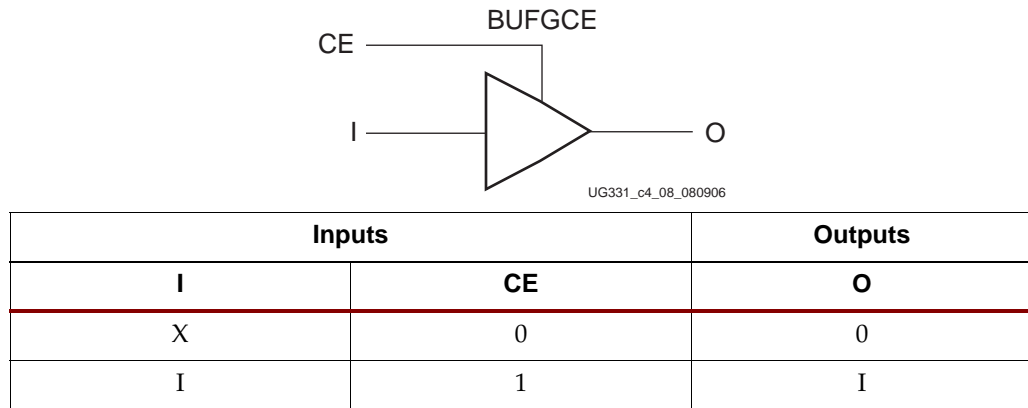 BUFGCE
CE
I
O
UG331_c4_08_080906
Inputs Outputs
I CE O
X 0 0
I 1 I